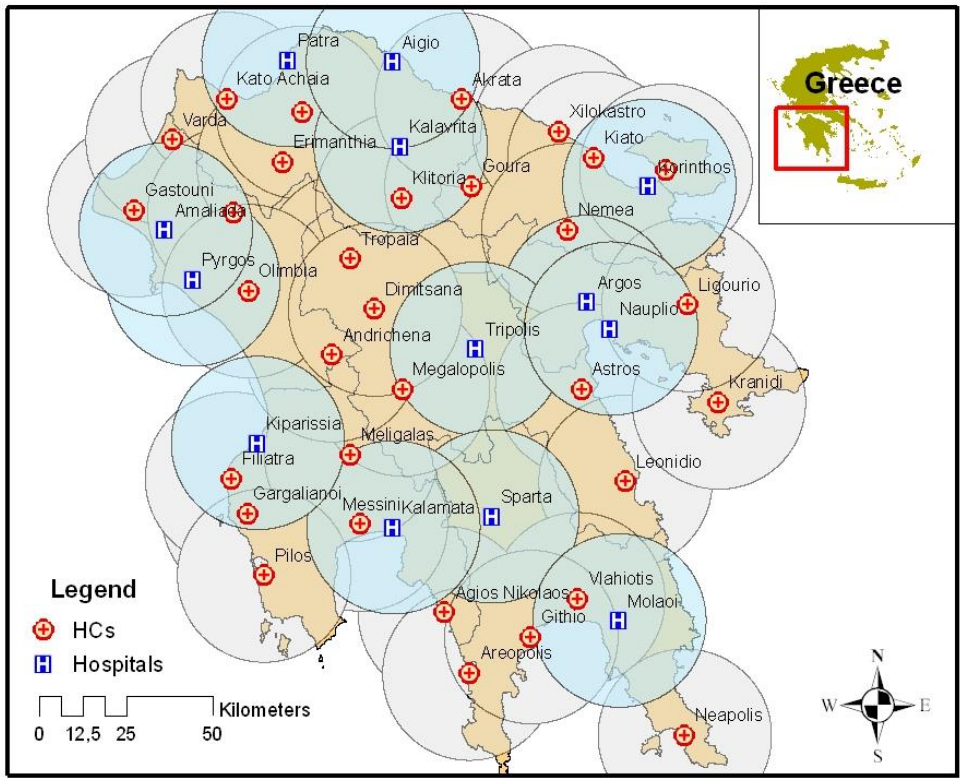 Patra
Aigio
Greece
Kato Achaia
Akrata
Varda
Xilokastro
Erimanthia
Kalavrita
Kiato
Korinthos
Goura
Gastouni
Klitoria
Amaliada
Nemea
Tropala
Pyrgos
Olimbia
Dimitsana
Argos
Ligourio
Nauplio
Andrichena
Tripolis
Megalopolis
Astros
Kranidi
Kiparissia
Meligalas
Filiatra
Leonidio
Gargalianoi
Messini
Kalamata
Sparta
Pilos
Agios Nikolaos
Vlahiotis
Molaoi
Githio
Areopolis
Neapolis
Legend
HCs
H Hospitals
Kilometers
0 12,5 25 50
N
W E
S
H
H
H
H
H
H
H
H
H
H
H
H
H